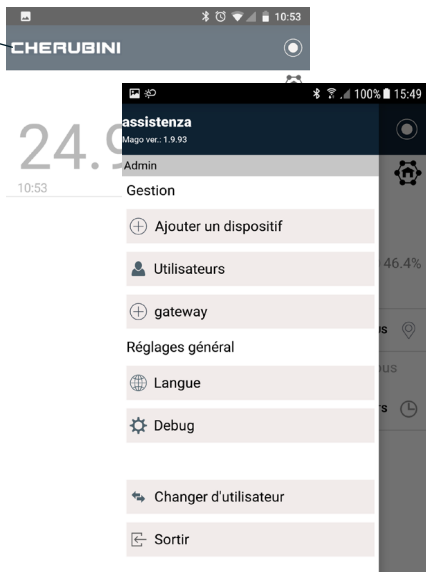 10:53
CHERUBINI
24.9
10:53
100% 15:49
assistenza
Mago ver.: 1.9.93
Admin
Gestion
Ajouter un dispositif
Utilisateurs
46.4%
gateway
Réglages général
Langue
Debug
Changer d'utilisateur
Sortir